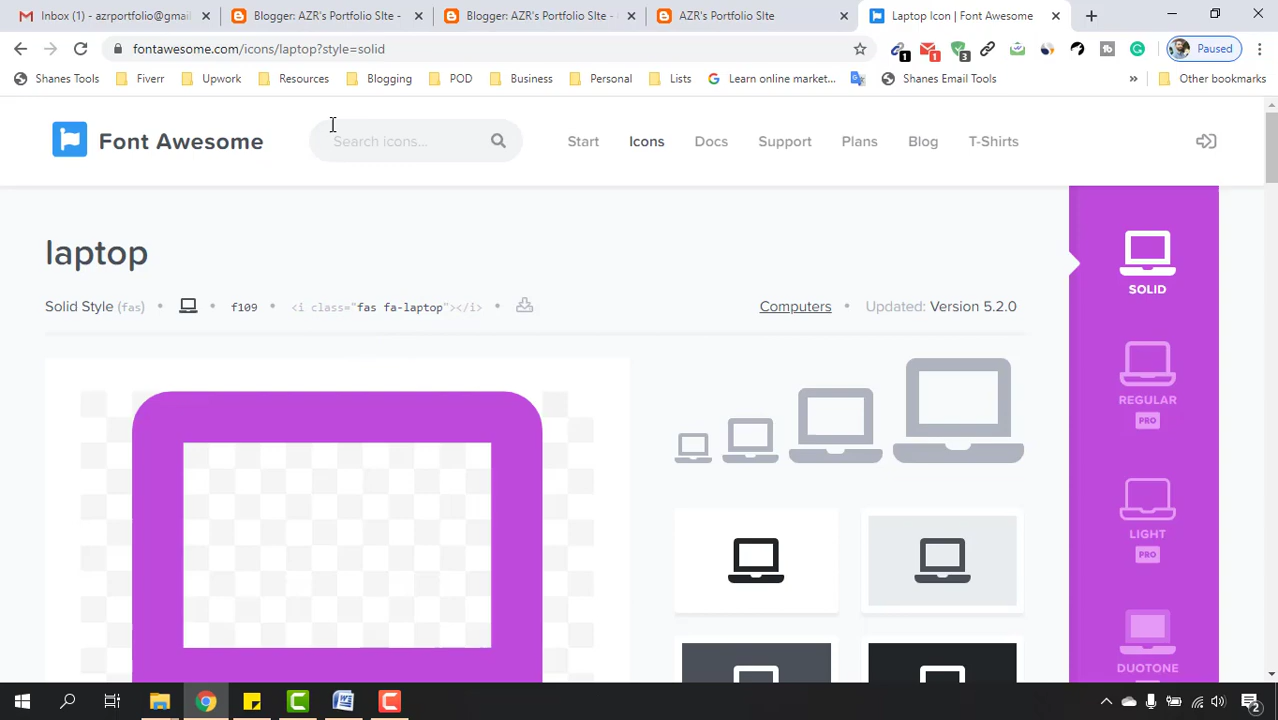 Inbox (1) - azrportfolio@gmail
Blogger: AZR's Portfolio SIte -
Blogger: AZR's Portfolio SIte -
AZR's Portfolio SIte
Laptop Icon | Font Awesome
fontawesome.com/icons/laptop?style=solid
1
1
3
Paused
Shanes Tools
Fiverr
Upwork
Resources
Blogging
POD
Business
Personal
Lists
Learn online market...
Shanes Email Tools
»
Other bookmarks
Font Awesome
Search icons...
Start
Icons
Docs
Support
Plans
Blog
T-Shirts
laptop
Solid Style (fas) • • f109 • <i class="fas fa-laptop"></i> •
Computers • Updated: Version 5.2.0
SOLID
REGULAR
PRO
LIGHT
PRO
DUOTONE
2